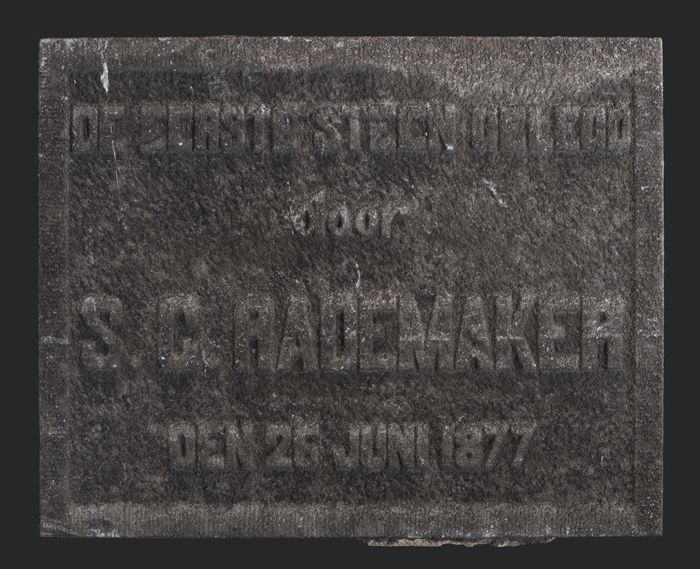 DE EERSTE STEEN GELEGD
door
S. C. RADEMAKER
DEN 26 JUNI 1877